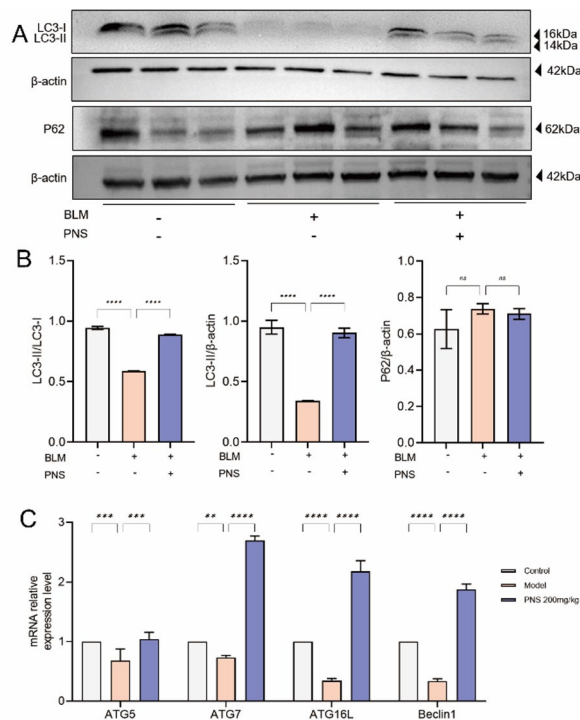 A
LC3-I
LC3-II
16kDa
14kDa
β-actin
42kDa
P62
62kDa
β-actin
42kDa
BLM - + +
PNS - - +
B
**** ****
LC3-II/LC3-I
1.5
1.0
0.5
0.0
BLM - + +
PNS - - +
**** ****
LC3-II/β-actin
1.5
1.0
0.5
0.0
BLM - + +
PNS - - +
ns ns
P62/β-actin
1.0
0.8
0.6
0.4
0.2
0.0
BLM - + +
PNS - - +
C
*** *** ** **** **** **** **** ****
mRNA relative
expression level
3
2
1
0
ATG5 ATG7 ATG16L Beclin1
Control
Model
PNS 200mg/kg